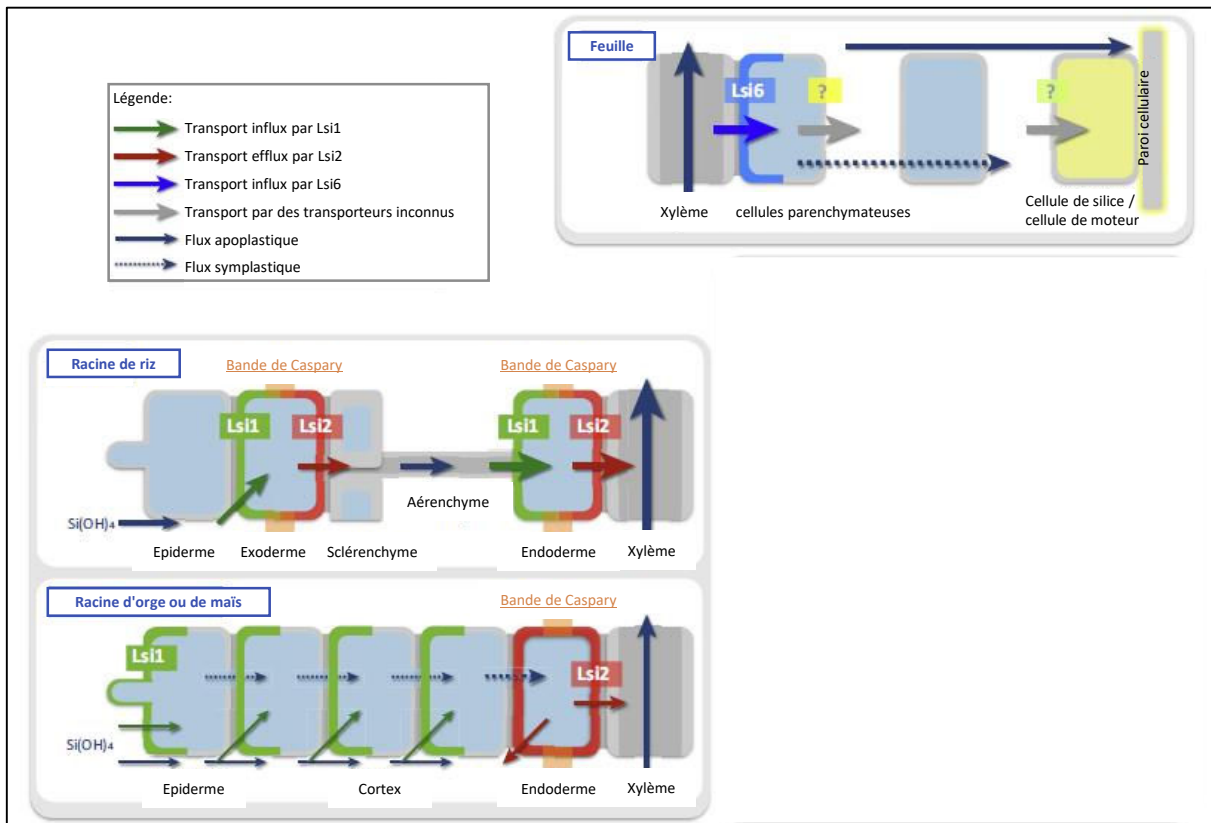 Feuille
Lsi6
?
?
Paroi cellulaire
Xylème
cellules parenchymateuses
Cellule de silice /
cellule de moteur
Légende:
Transport influx par Lsi1
Transport efflux par Lsi2
Transport influx par Lsi6
Transport par des transporteurs inconnus
Flux apoplastique
Flux symplastique
Racine de riz
Bande de Caspary
Bande de Caspary
Lsi1
Lsi2
Lsi1
Lsi2
Aérenchyme
Si(OH)4
Epiderme
Exoderme
Sclérenchyme
Endoderme
Xylème
Racine d'orge ou de maïs
Bande de Caspary
Lsi1
Lsi2
Si(OH)4
Epiderme
Cortex
Endoderme
Xylème